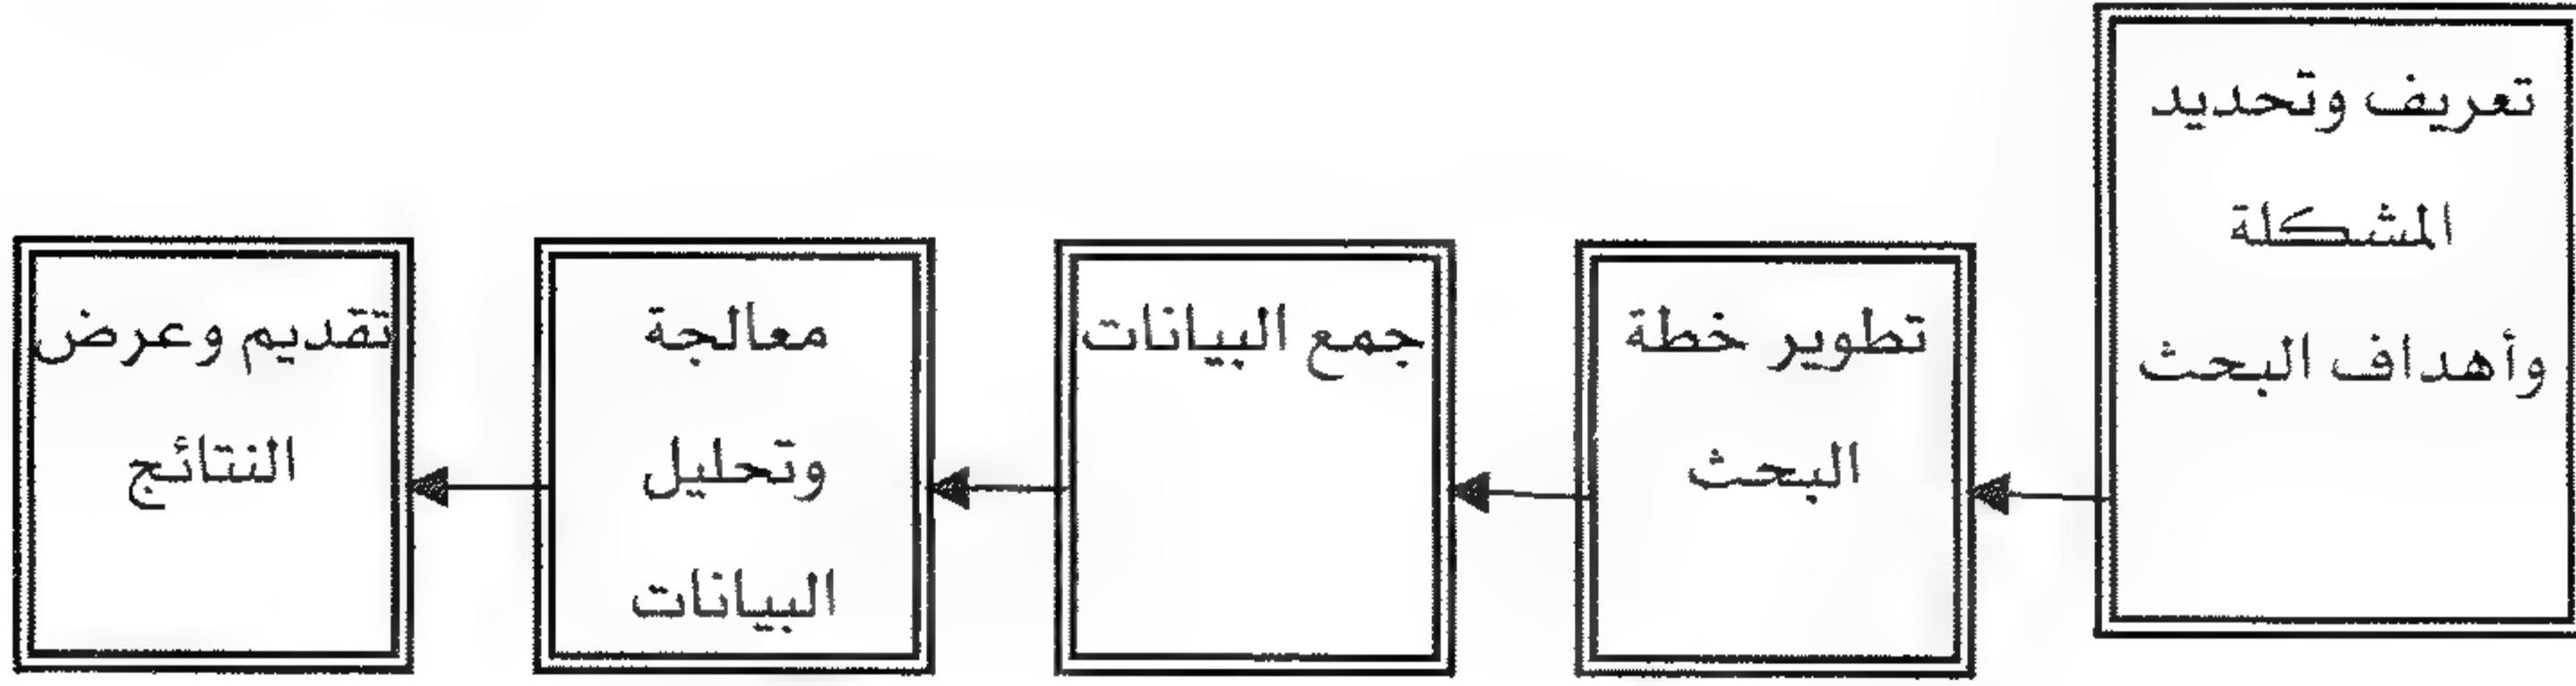 تعريف وتحديد
المشكلة
وأهداف البحث
تطوير خطة
البحث
جمع البيانات
معالجة
وتحليل
البيانات
تقديم وعرض
النتائج